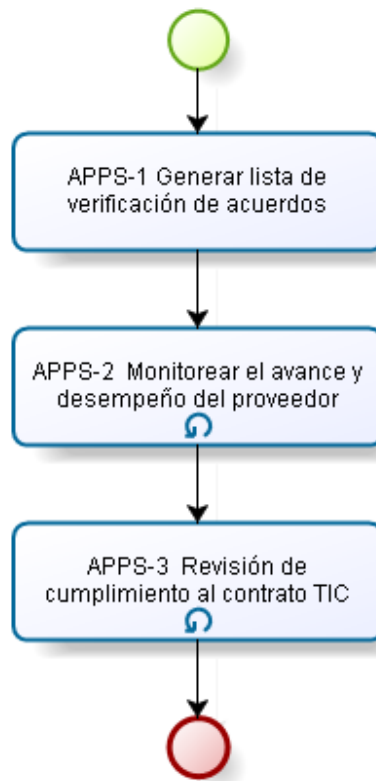 APPS-1 Generar lista de
verificación de acuerdos
APPS-2 Monitorear el avance y
desempeño del proveedor
APPS-3 Revisión de
cumplimiento al contrato TIC